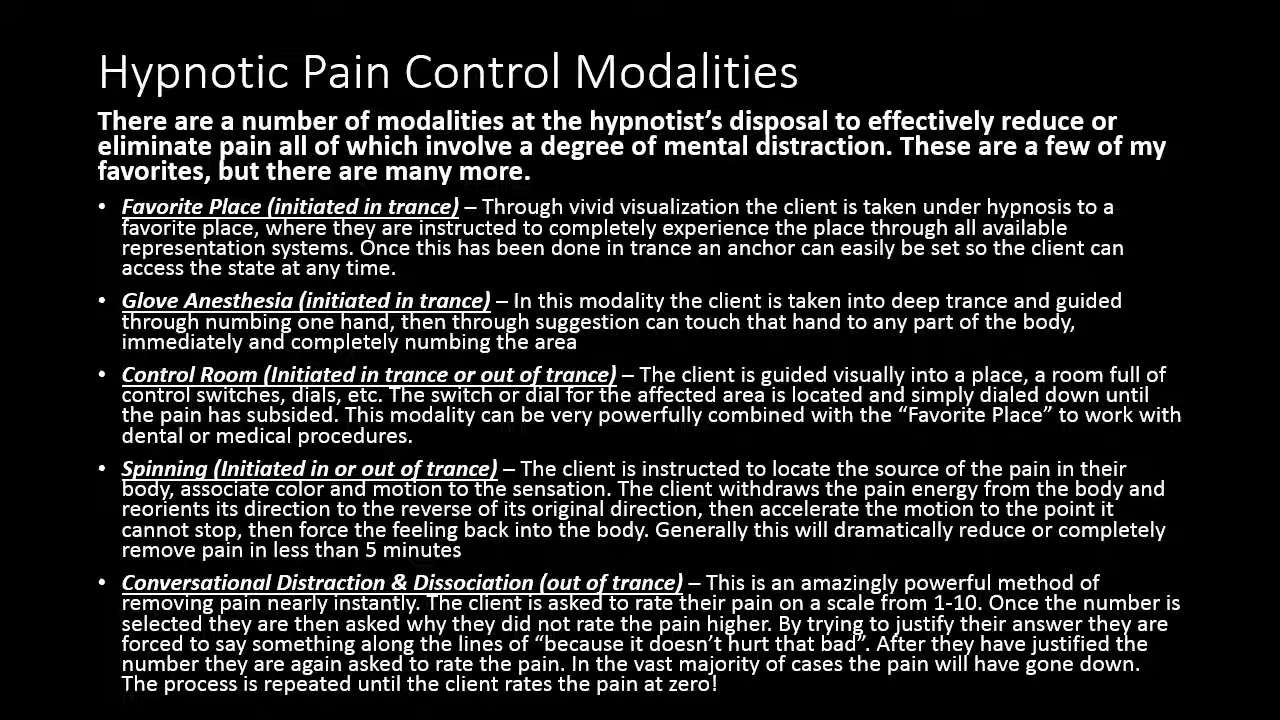 Hypnotic Pain Control Modalities
There are a number of modalities at the hypnotist's disposal to effectively reduce or
eliminate pain all of which involve a degree of mental distraction. These are a few of my
favorites, but there are many more.
• Favorite Place (initiated in trance) – Through vivid visualization the client is taken under hypnosis to a
favorite place, where they are instructed to completely experience the place through all available
representation systems. Once this has been done in trance an anchor can easily be set so the client can
access the state at any time.
• Glove Anesthesia (initiated in trance) – In this modality the client is taken into deep trance and guided
through numbing one hand, then through suggestion can touch that hand to any part of the body,
immediately and completely numbing the area
• Control Room (Initiated in trance or out of trance) – The client is guided visually into a place, a room full of
control switches, dials, etc. The switch or dial for the affected area is located and simply dialed down until
the pain has subsided. This modality can be very powerfully combined with the “Favorite Place” to work with
dental or medical procedures.
• Spinning (Initiated in or out of trance) – The client is instructed to locate the source of the pain in their
body, associate color and motion to the sensation. The client withdraws the pain energy from the body and
reorients its direction to the reverse of its original direction, then accelerate the motion to the point it
cannot stop, then force the feeling back into the body. Generally this will dramatically reduce or completely
remove pain in less than 5 minutes
• Conversational Distraction & Dissociation (out of trance) – This is an amazingly powerful method of
removing pain nearly instantly. The client is asked to rate their pain on a scale from 1-10. Once the number is
selected they are then asked why they did not rate the pain higher. By trying to justify their answer they are
forced to say something along the lines of “because it doesn't hurt that bad”. After they have justified the
number they are again asked to rate the pain. In the vast majority of cases the pain will have gone down.
The process is repeated until the client rates the pain at zero!